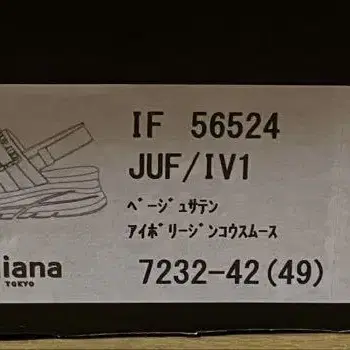 IF 56524
JUF/IV1
ﾍﾞｰｼﾞｭｻﾃﾝ
ｱｲﾎﾞﾘｰｼﾞﾝｺｳｽﾑｰｽ
iana
TOKYO
7232-42(49)